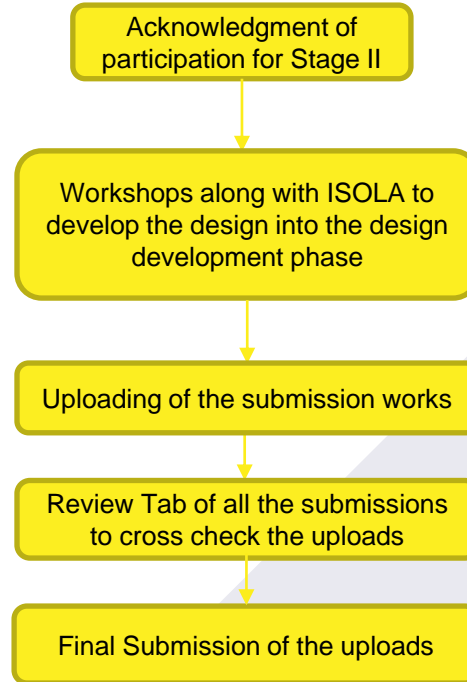 Acknowledgment of
participation for Stage II
Workshops along with ISOLA to
develop the design into the design
development phase
Uploading of the submission works
Review Tab of all the submissions
to cross check the uploads
Final Submission of the uploads